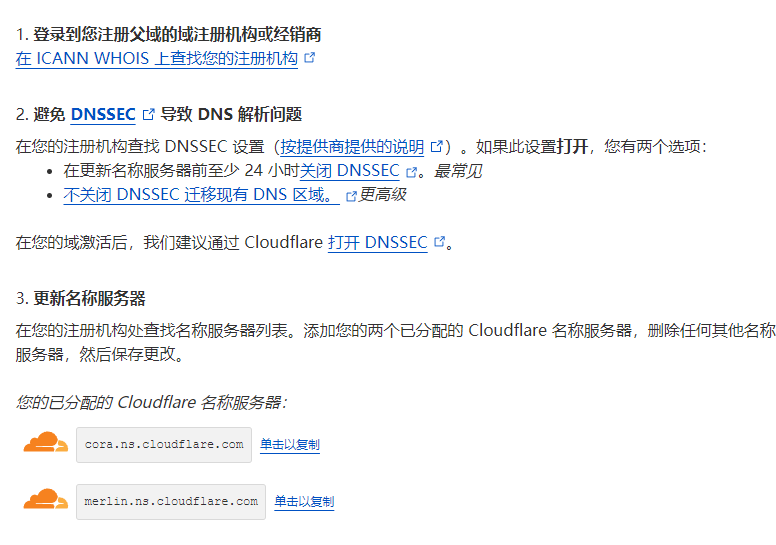 1. 登录到您注册父域的域注册机构或经销商
在 ICANN WHOIS 上查找您的注册机构
2. 避免 DNSSEC 导致 DNS 解析问题
在您的注册机构查找 DNSSEC 设置（按提供商提供的说明）。如果此设置打开，您有两个选项：
• 在更新名称服务器前至少 24 小时关闭 DNSSEC。最常见
• 不关闭 DNSSEC 迁移现有 DNS 区域。更高级
在您的域激活后，我们建议通过 Cloudflare 打开 DNSSEC。
3. 更新名称服务器
在您的注册机构处查找名称服务器列表。添加您的两个已分配的 Cloudflare 名称服务器，删除任何其他名称
服务器，然后保存更改。
您的已分配的 Cloudflare 名称服务器：
cora.ns.cloudflare.com 单击以复制
merlin.ns.cloudflare.com 单击以复制